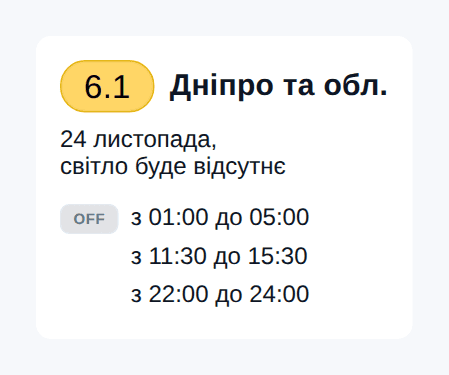 6.1 Дніпро та обл.
24 листопада,
світло буде відсутнє
OFF з 01:00 до 05:00
з 11:30 до 15:30
з 22:00 до 24:00